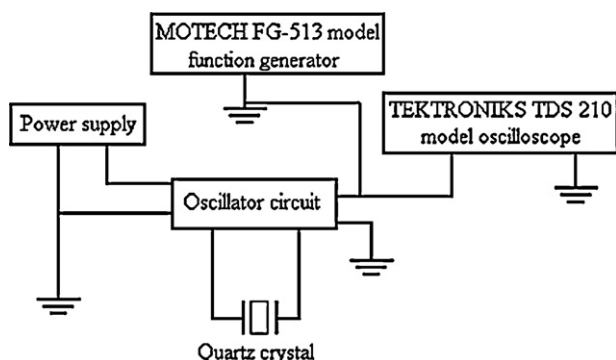 MOTECH FG-513 model
function generator
TEKTRONIKS TDS 210
model oscilloscope
Power supply
Oscillator circuit
Quartz crystal